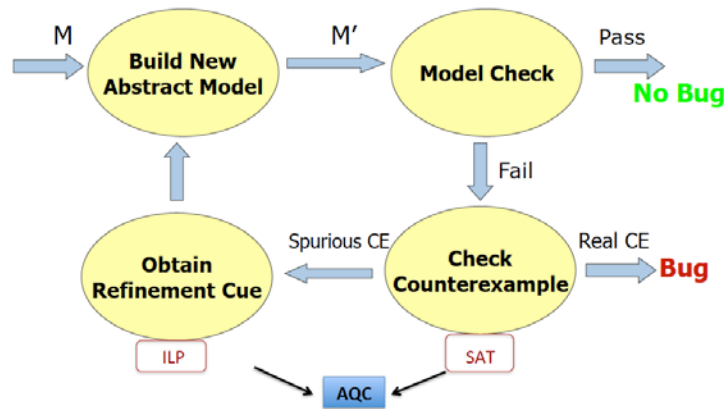 M
Build New
Abstract Model
M’
Model Check
Pass
No Bug
Fail
Obtain
Refinement Cue
Spurious CE
Check
Counterexample
Real CE
Bug
ILP
SAT
AQC